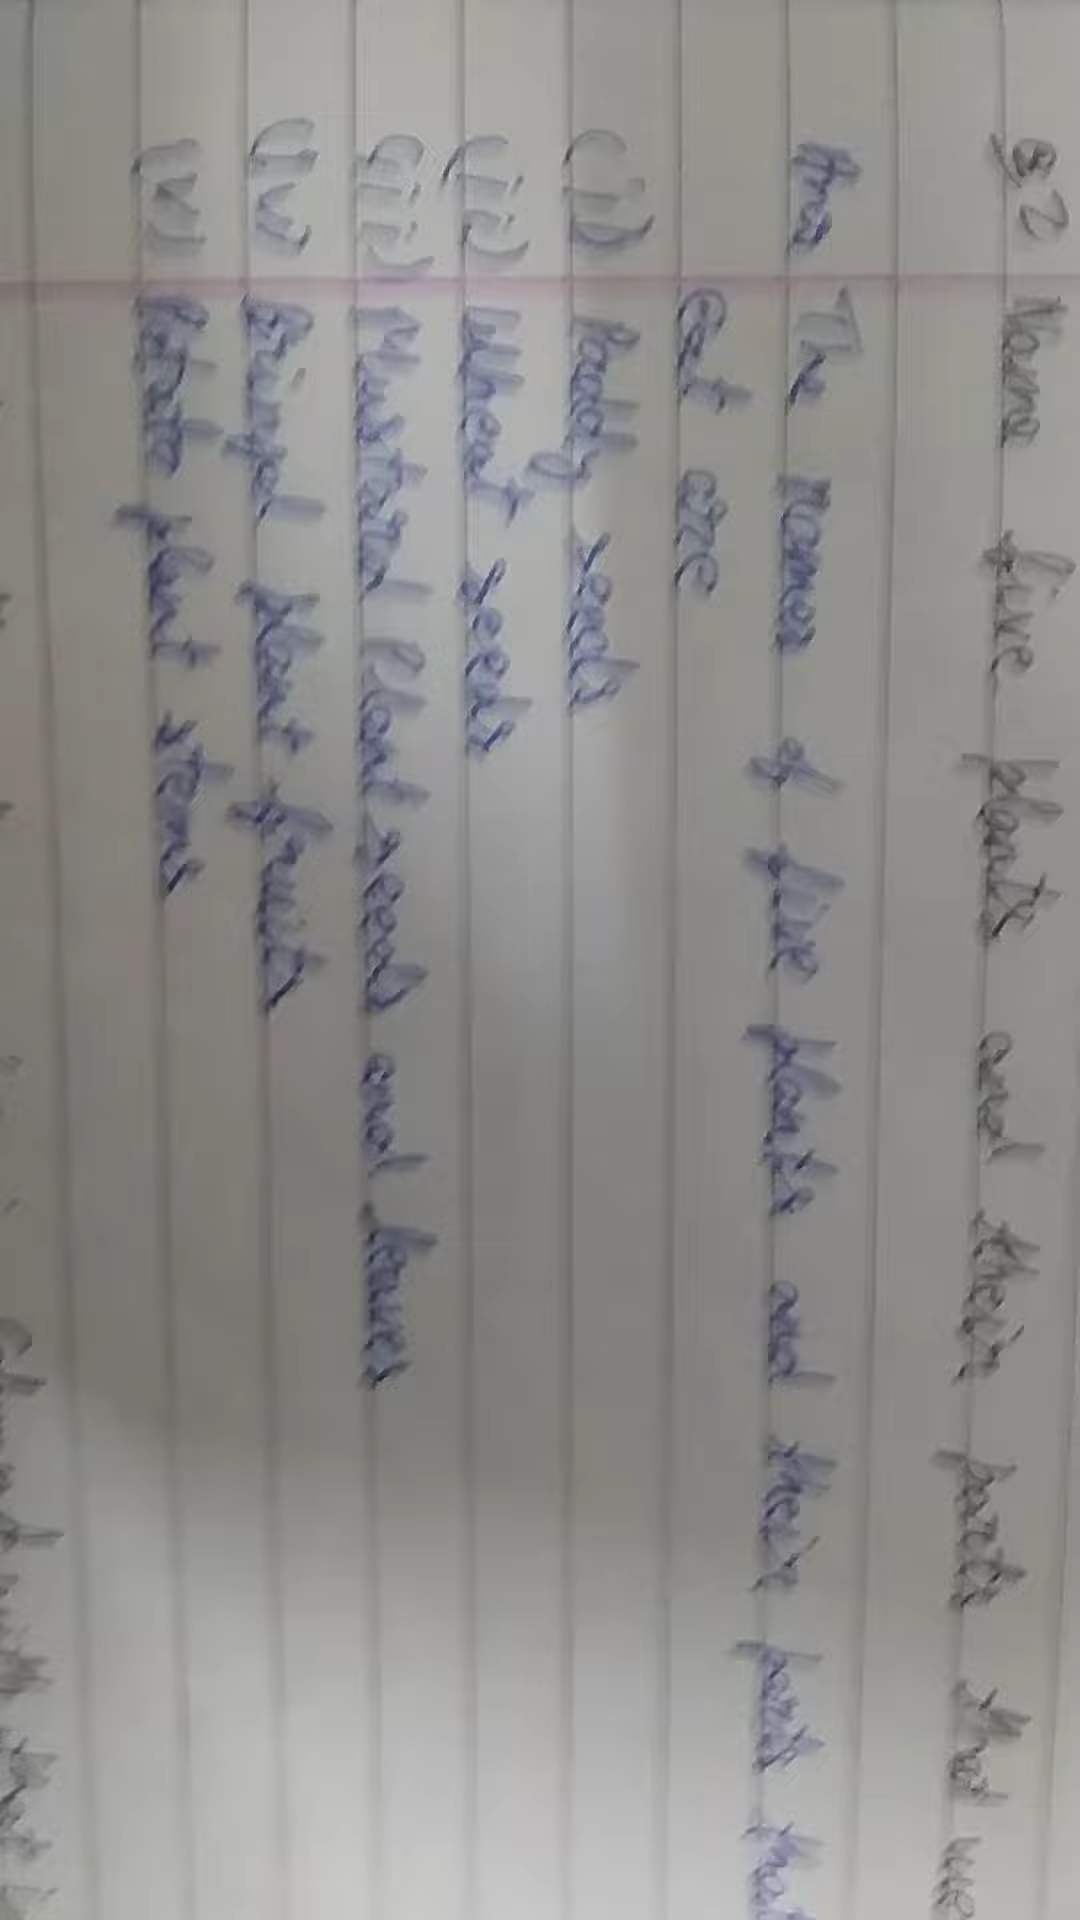 Q2 Name five plants and their parts that we
Ans The names of five plants and their parts that
eat are
(i) Paddy seeds
(ii) Wheat seeds
(iii) Mustard Plant seeds and leaves
(iv) Brinjal plant fruits
(v) Potato plant stems